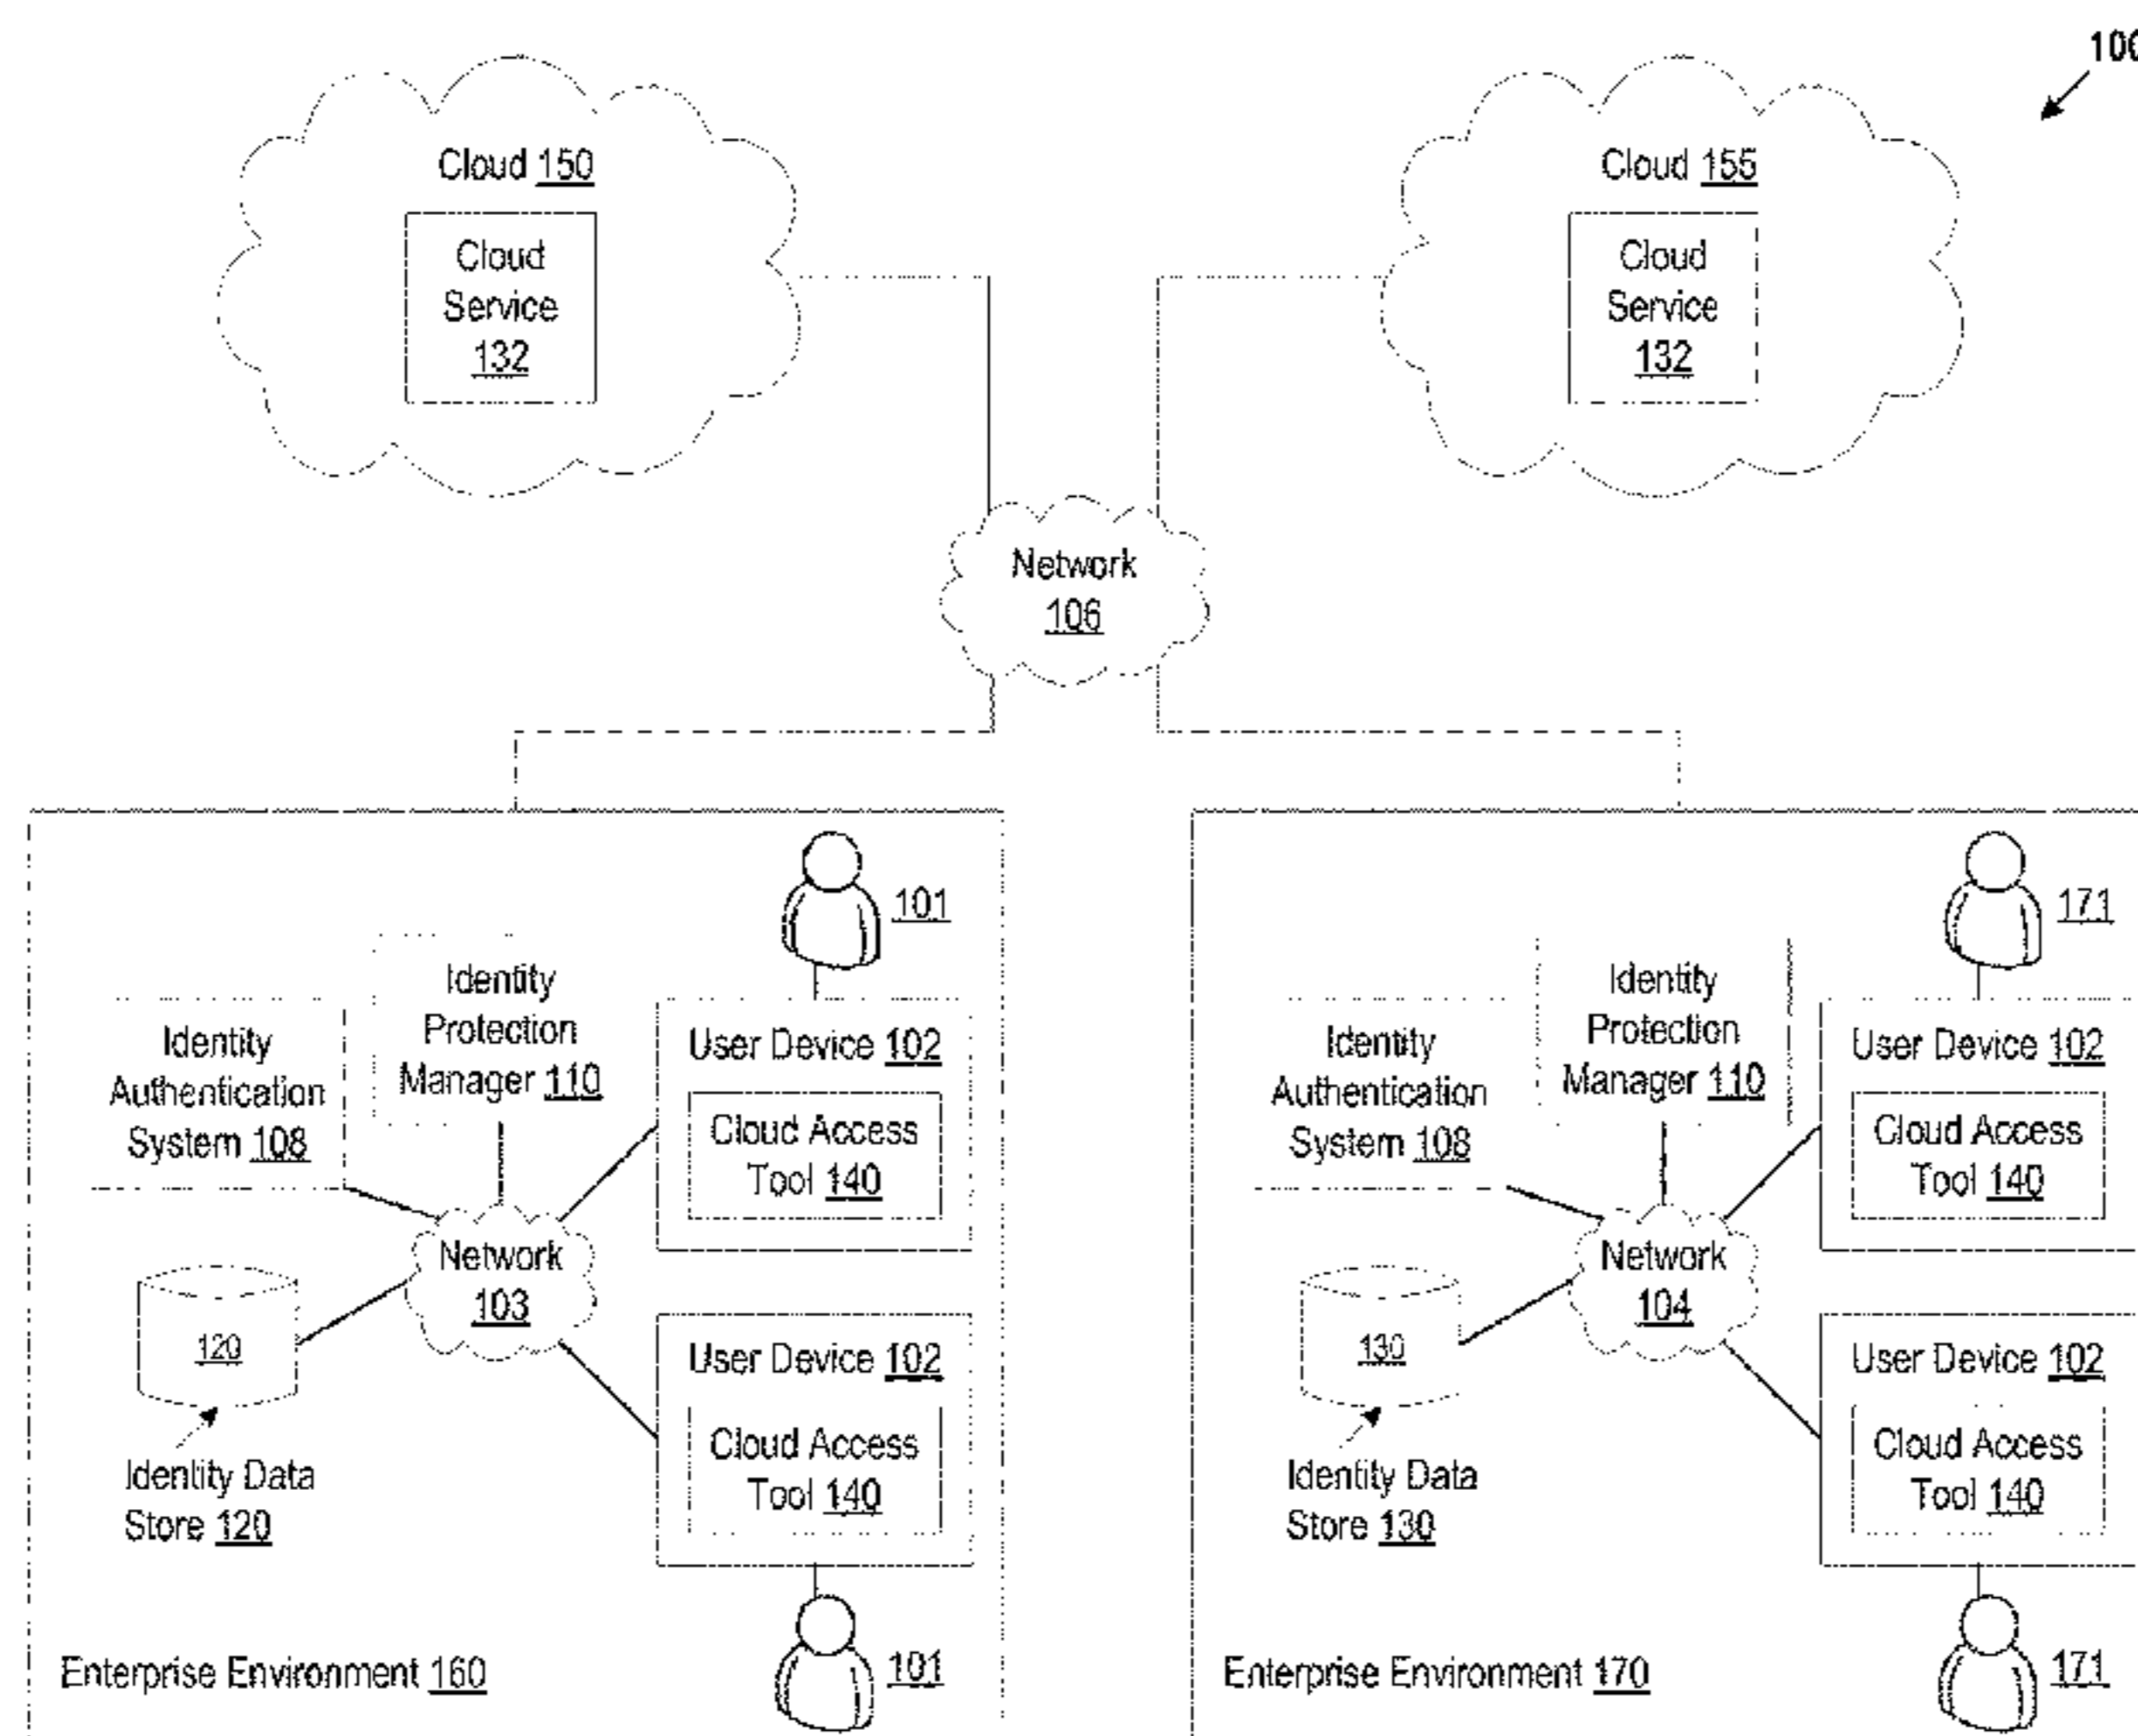 100
Cloud 150
Cloud
Service
132
Cloud 155
Cloud
Service
132
Network
106
101
Identity
Authentication
System 108
Identity
Protection
Manager 110
User Device 102
Cloud Access
Tool 140
Network
103
120
Identity Data
Store 120
User Device 102
Cloud Access
Tool 140
Enterprise Environment 160
101
171
Identity
Authentication
System 108
Identity
Protection
Manager 110
User Device 102
Cloud Access
Tool 140
Network
104
130
Identity Data
Store 130
User Device 102
Cloud Access
Tool 140
Enterprise Environment 170
171